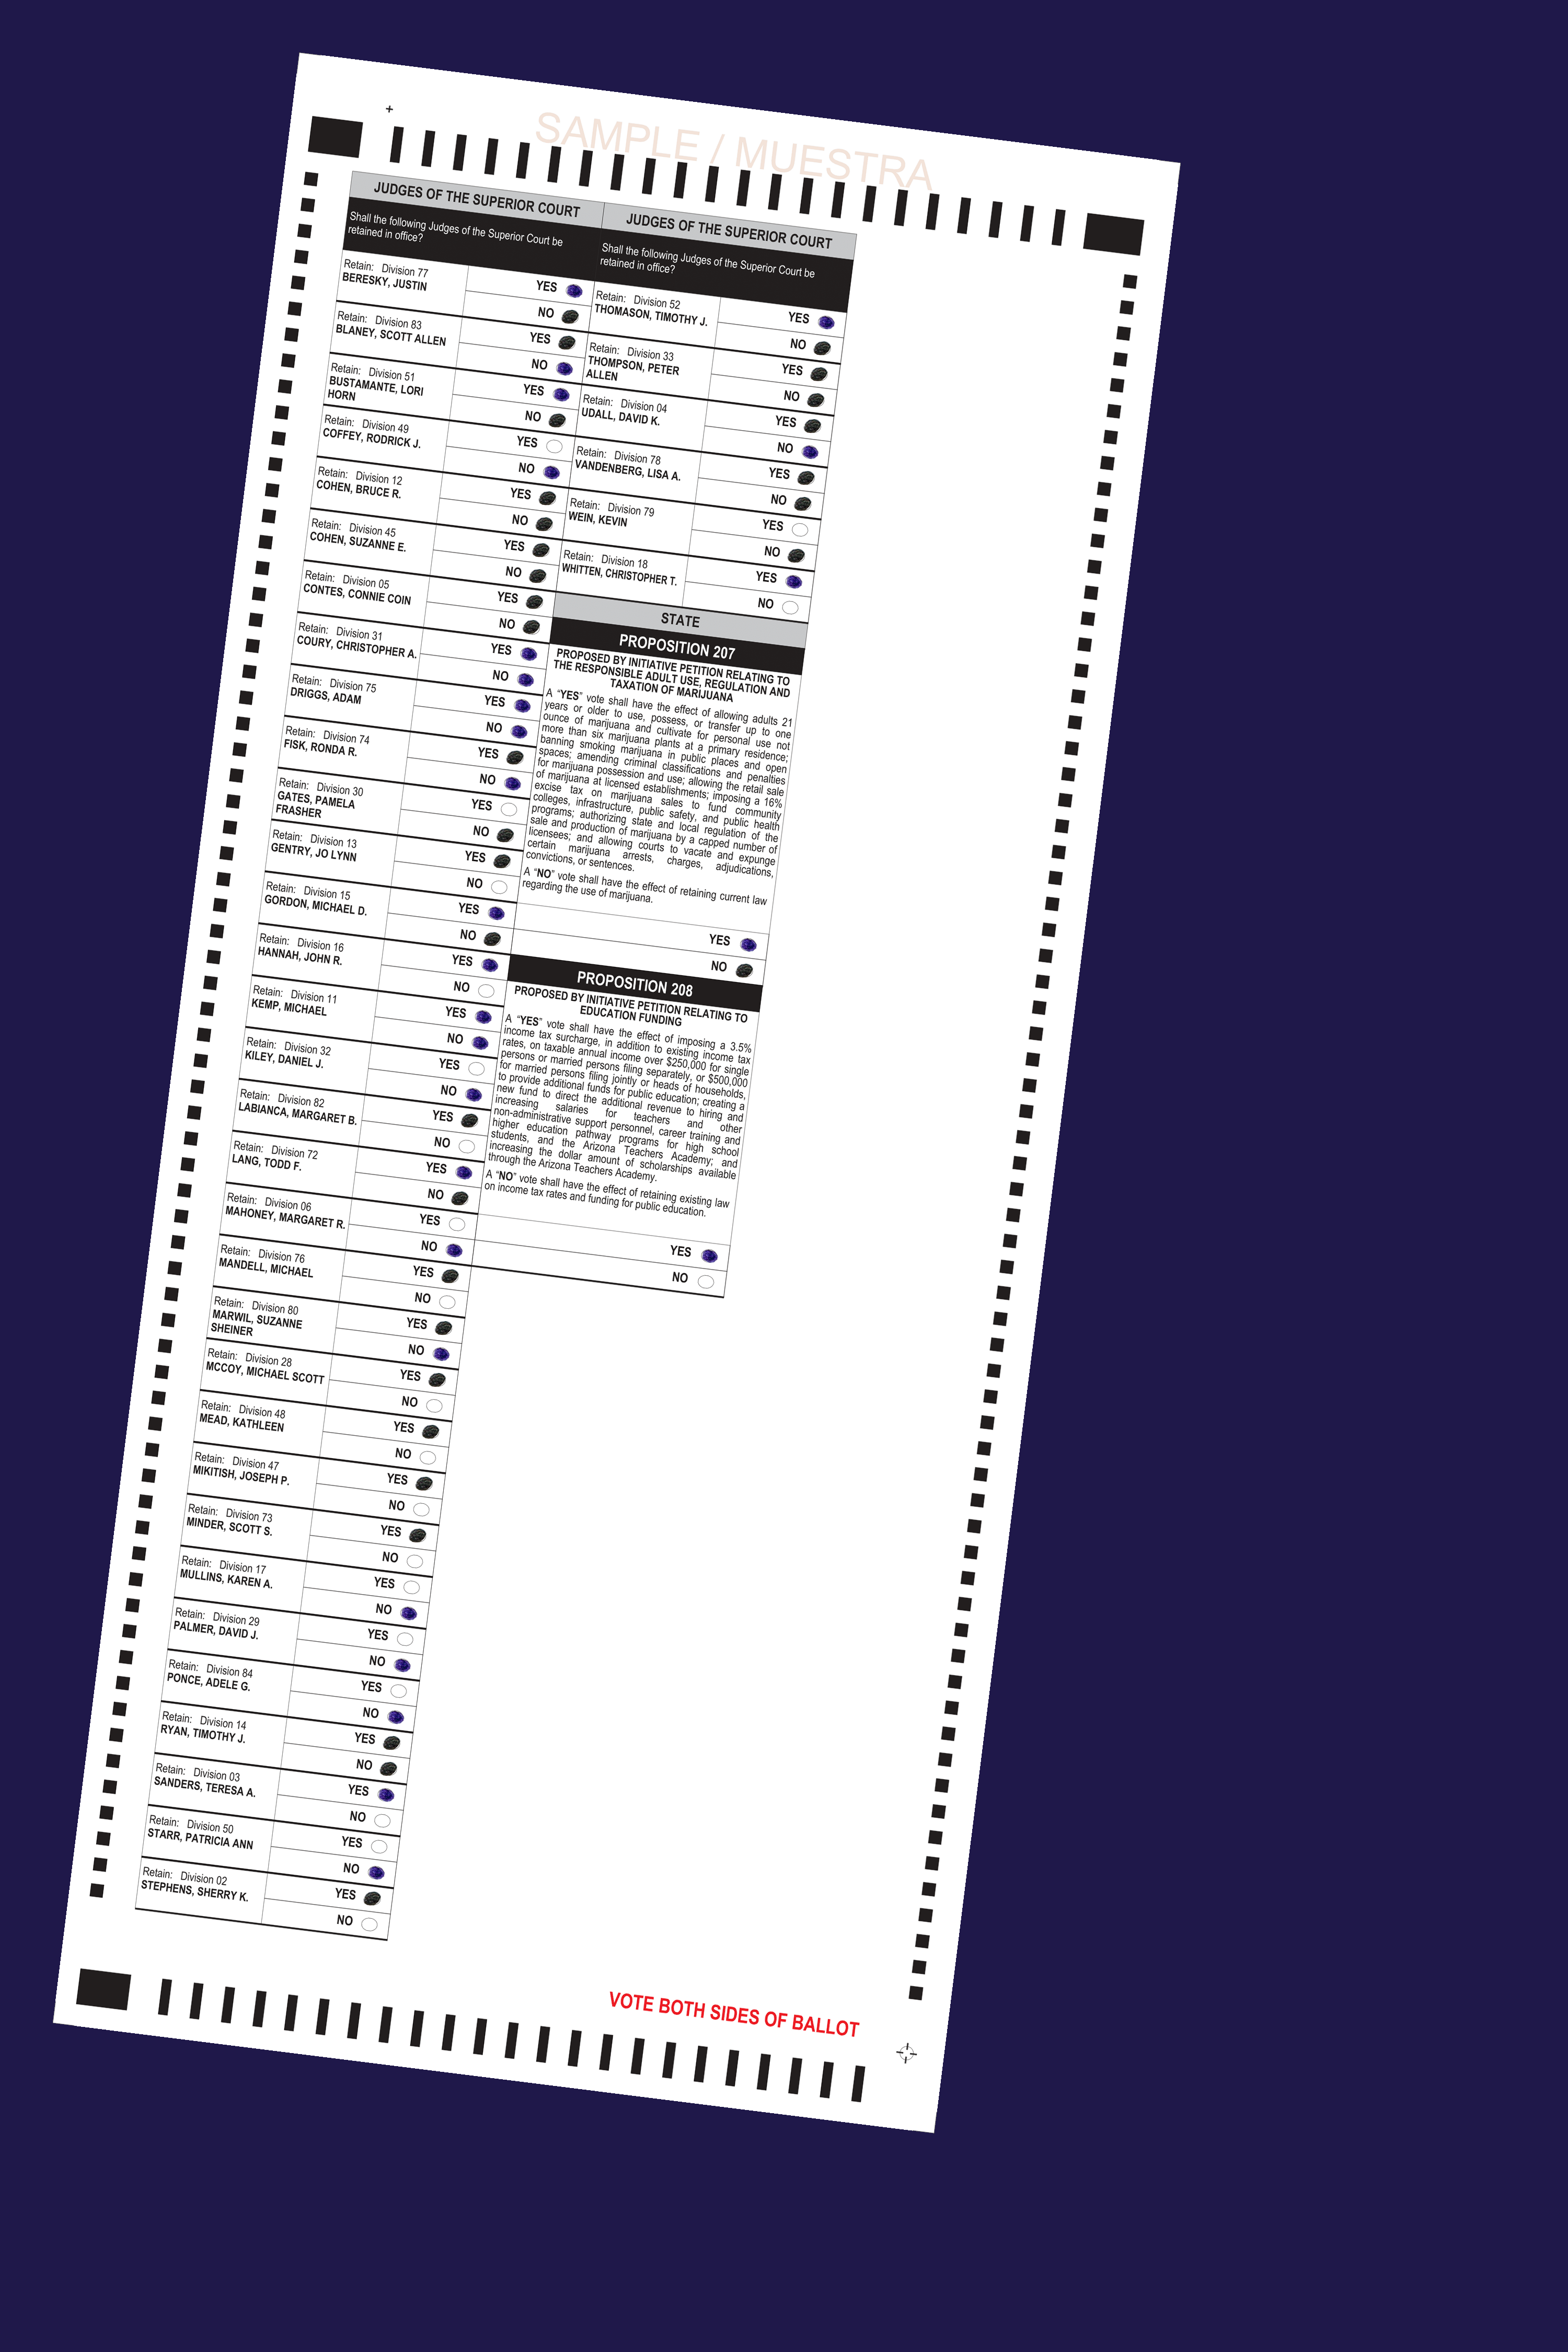 SAMPLE / MUESTRA
JUDGES OF THE SUPERIOR COURT
Shall the following Judges of the Superior Court be
retained in office?
Retain: Division 77
BERESKY, JUSTIN
YES
NO
Retain: Division 83
BLANEY, SCOTT ALLEN
YES
NO
Retain: Division 51
BUSTAMANTE, LORI
HORN
YES
NO
Retain: Division 49
COFFEY, RODRICK J.
YES
NO
Retain: Division 12
COHEN, BRUCE R.
YES
NO
Retain: Division 45
COHEN, SUZANNE E.
YES
NO
Retain: Division 05
CONTES, CONNIE COIN
YES
NO
Retain: Division 31
COURY, CHRISTOPHER A.
YES
NO
Retain: Division 75
DRIGGS, ADAM
YES
NO
Retain: Division 74
FISK, RONDA R.
YES
NO
Retain: Division 30
GATES, PAMELA
FRASHER
YES
NO
Retain: Division 13
GENTRY, JO LYNN
YES
NO
Retain: Division 15
GORDON, MICHAEL D.
YES
NO
Retain: Division 16
HANNAH, JOHN R.
YES
NO
Retain: Division 11
KEMP, MICHAEL
YES
NO
Retain: Division 32
KILEY, DANIEL J.
YES
NO
Retain: Division 82
LABIANCA, MARGARET B.
YES
NO
Retain: Division 72
LANG, TODD F.
YES
NO
Retain: Division 06
MAHONEY, MARGARET R.
YES
NO
Retain: Division 76
MANDELL, MICHAEL
YES
NO
Retain: Division 80
MARWIL, SUZANNE
SHEINER
YES
NO
Retain: Division 28
MCCOY, MICHAEL SCOTT
YES
NO
Retain: Division 48
MEAD, KATHLEEN
YES
NO
Retain: Division 47
MIKITISH, JOSEPH P.
YES
NO
Retain: Division 73
MINDER, SCOTT S.
YES
NO
Retain: Division 17
MULLINS, KAREN A.
YES
NO
Retain: Division 29
PALMER, DAVID J.
YES
NO
Retain: Division 84
PONCE, ADELE G.
YES
NO
Retain: Division 14
RYAN, TIMOTHY J.
YES
NO
Retain: Division 03
SANDERS, TERESA A.
YES
NO
Retain: Division 50
STARR, PATRICIA ANN
YES
NO
Retain: Division 02
STEPHENS, SHERRY K.
YES
NO
JUDGES OF THE SUPERIOR COURT
Shall the following Judges of the Superior Court be
retained in office?
Retain: Division 52
THOMASON, TIMOTHY J.
YES
NO
Retain: Division 33
THOMPSON, PETER
ALLEN
YES
NO
Retain: Division 04
UDALL, DAVID K.
YES
NO
Retain: Division 78
VANDENBERG, LISA A.
YES
NO
Retain: Division 79
WEIN, KEVIN
YES
NO
Retain: Division 18
WHITTEN, CHRISTOPHER T.
YES
NO
STATE
PROPOSITION 207
PROPOSED BY INITIATIVE PETITION RELATING TO
THE RESPONSIBLE ADULT USE, REGULATION AND
TAXATION OF MARIJUANA
A “YES” vote shall have the effect of allowing adults 21
years or older to use, possess, or transfer up to one
ounce of marijuana and cultivate for personal use not
more than six marijuana plants at a primary residence;
banning smoking marijuana in public places and open
spaces; amending criminal classifications and penalties
for marijuana possession and use; allowing the retail sale
of marijuana at licensed establishments; imposing a 16%
excise tax on marijuana sales to fund community
colleges, infrastructure, public safety, and public health
programs; authorizing state and local regulation of the
sale and production of marijuana by a capped number of
licensees; and allowing courts to vacate and expunge
certain marijuana arrests, charges, adjudications,
convictions, or sentences.
A “NO” vote shall have the effect of retaining current law
regarding the use of marijuana.
YES
NO
PROPOSITION 208
PROPOSED BY INITIATIVE PETITION RELATING TO
EDUCATION FUNDING
A “YES” vote shall have the effect of imposing a 3.5%
income tax surcharge, in addition to existing income tax
rates, on taxable annual income over $250,000 for single
persons or married persons filing separately, or $500,000
for married persons filing jointly or heads of households,
to provide additional funds for public education; creating a
new fund to direct the additional revenue to hiring and
increasing salaries for teachers and other
non-administrative support personnel, career training and
higher education pathway programs for high school
students, and the Arizona Teachers Academy; and
increasing the dollar amount of scholarships available
through the Arizona Teachers Academy.
A “NO” vote shall have the effect of retaining existing law
on income tax rates and funding for public education.
YES
NO
VOTE BOTH SIDES OF BALLOT